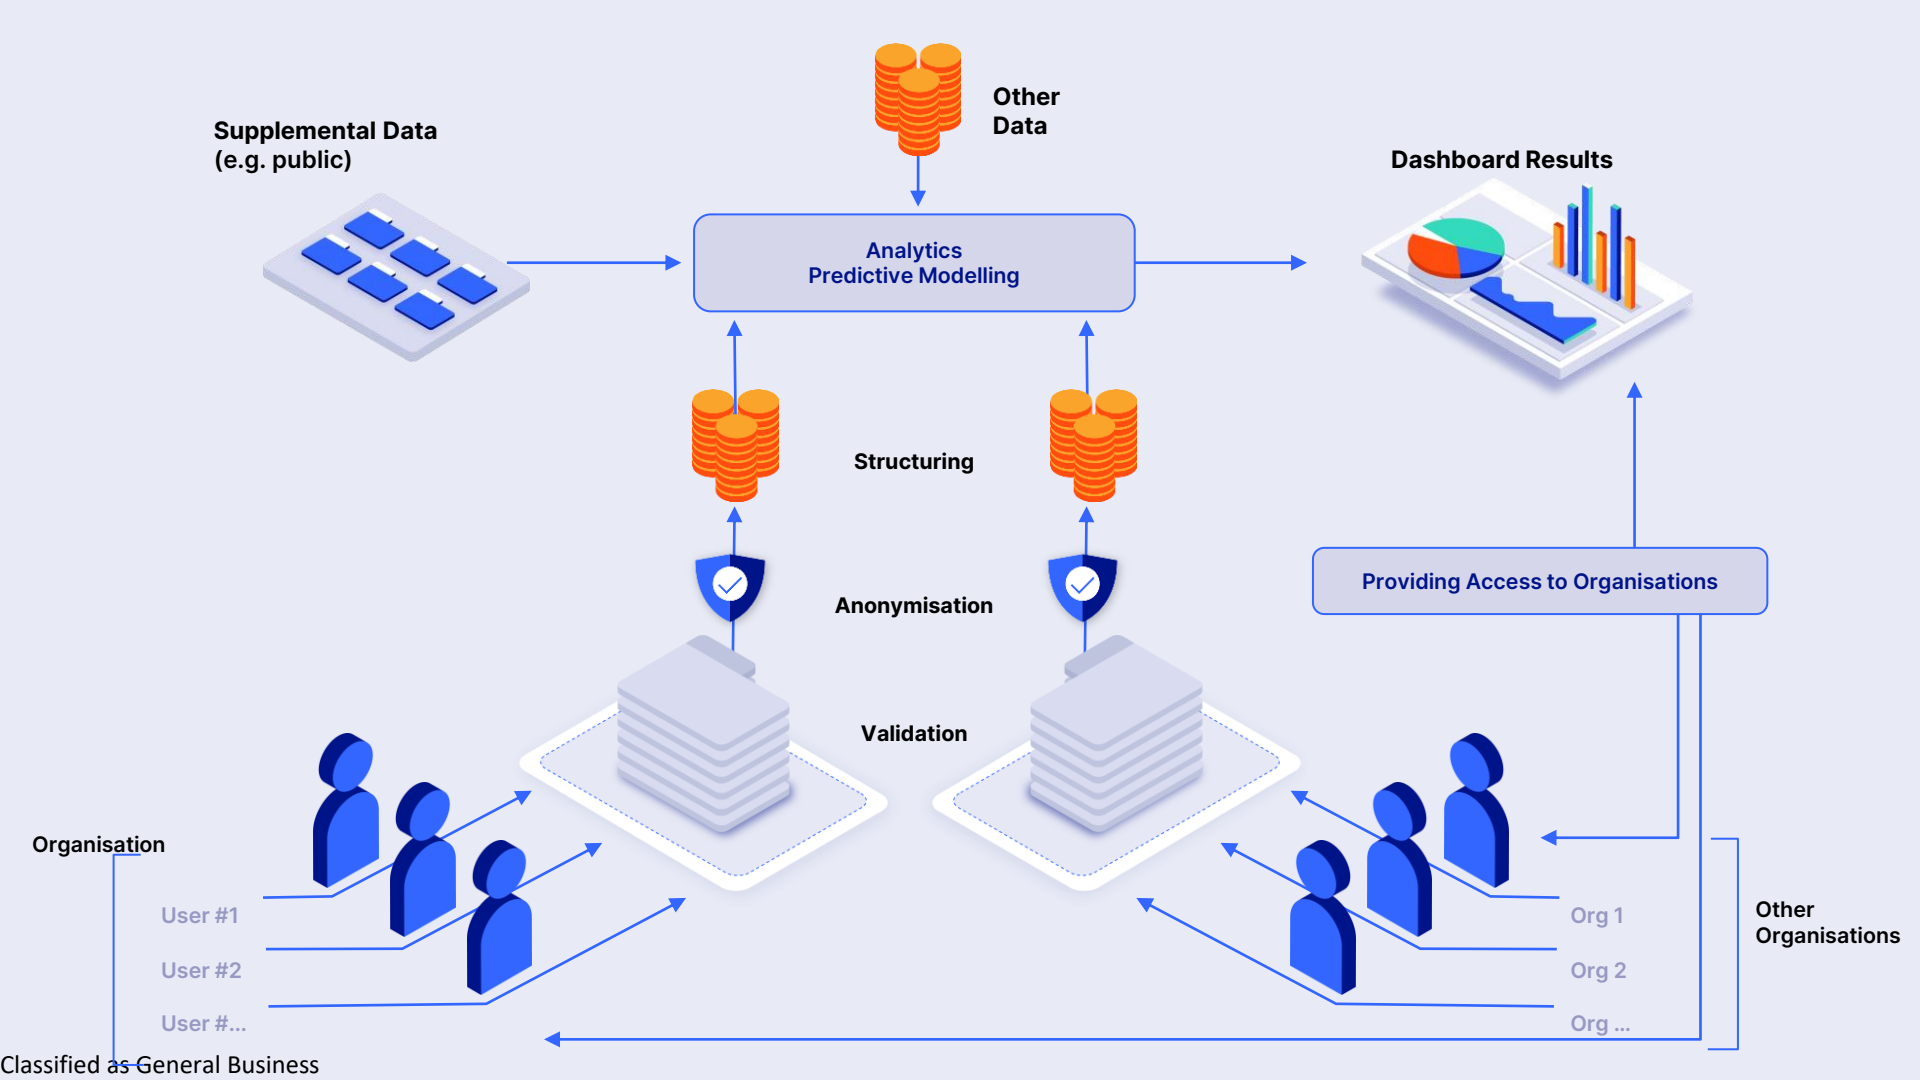 Other
Data
Supplemental Data
(e.g. public)
Dashboard Results
Analytics
Predictive Modelling
Structuring
Providing Access to Organisations
Anonymisation
Validation
Organisation
User #1
User #2
User #...
Org 1
Org 2
Org ...
Other
Organisations
Classified as General Business